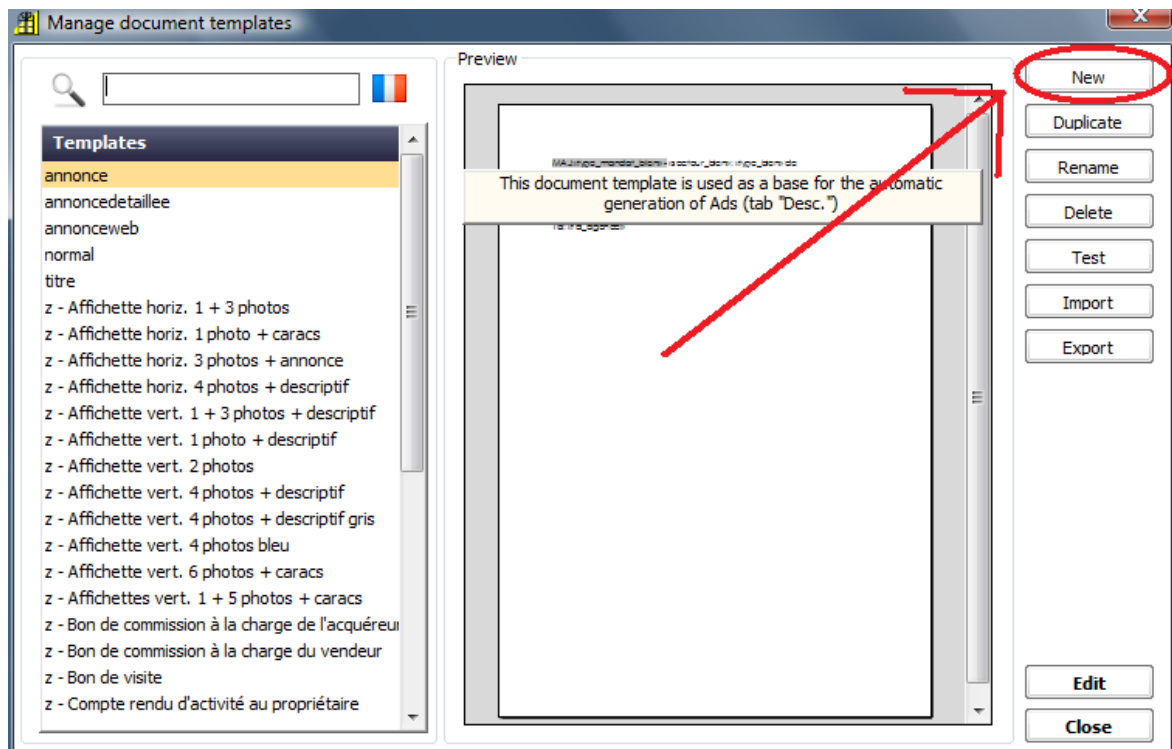 Manage document templates
X
Preview
Templates
annonce
annoncedetaillee
annonceweb
normal
titre
z - Affichette horiz. 1 + 3 photos
z - Affichette horiz. 1 photo + caracs
z - Affichette horiz. 3 photos + annonce
z - Affichette horiz. 4 photos + descriptif
z - Affichette vert. 1 + 3 photos + descriptif
z - Affichette vert. 1 photo + descriptif
z - Affichette vert. 2 photos
z - Affichette vert. 4 photos + descriptif
z - Affichette vert. 4 photos + descriptif gris
z - Affichette vert. 4 photos bleu
z - Affichette vert. 6 photos + caracs
z - Affichettes vert. 1 + 5 photos + caracs
z - Bon de commission à la charge de l'acquéreur
z - Bon de commission à la charge du vendeur
z - Bon de visite
z - Compte rendu d'activité au propriétaire
This document template is used as a base for the automatic
generation of Ads (tab "Desc.")
New
Duplicate
Rename
Delete
Test
Import
Export
Edit
Close